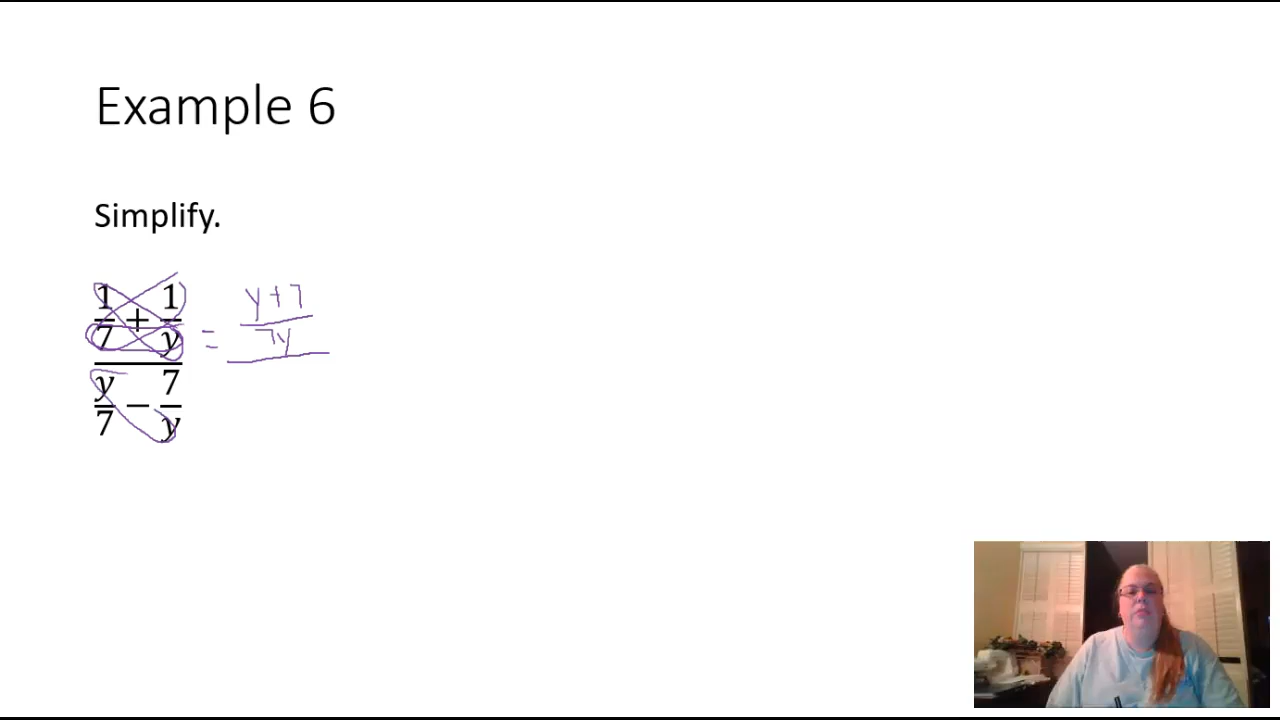 Example 6
Simplify.
1/7 + 1/y
y/7 − 7/y
= y+7
7y